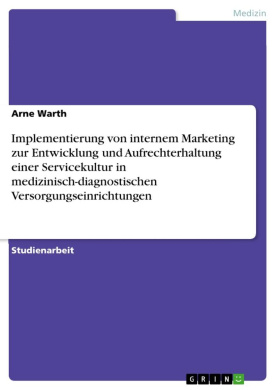 Medizin
Arne Warth
Implementierung von internem Marketing
zur Entwicklung und Aufrechterhaltung
einer Servicekultur in
medizinisch-diagnostischen
Versorgungseinrichtungen
Studienarbeit
GRIN